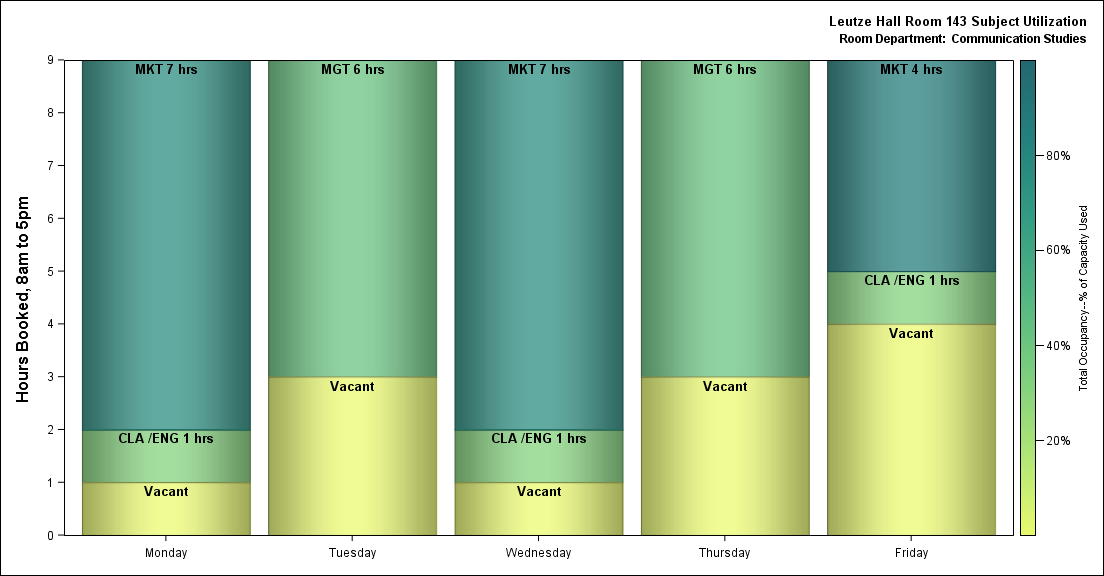 Leutze Hall Room 143 Subject Utilization
Room Department: Communication Studies
Hours Booked, 8am to 5pm
9
8
7
6
5
4
3
2
1
0
MKT 7 hrs
CLA /ENG 1 hrs
Vacant
MGT 6 hrs
Vacant
MKT 7 hrs
CLA /ENG 1 hrs
Vacant
MGT 6 hrs
Vacant
MKT 4 hrs
CLA /ENG 1 hrs
Vacant
Monday
Tuesday
Wednesday
Thursday
Friday
80%
60%
40%
20%
Total Occupancy--% of Capacity Used